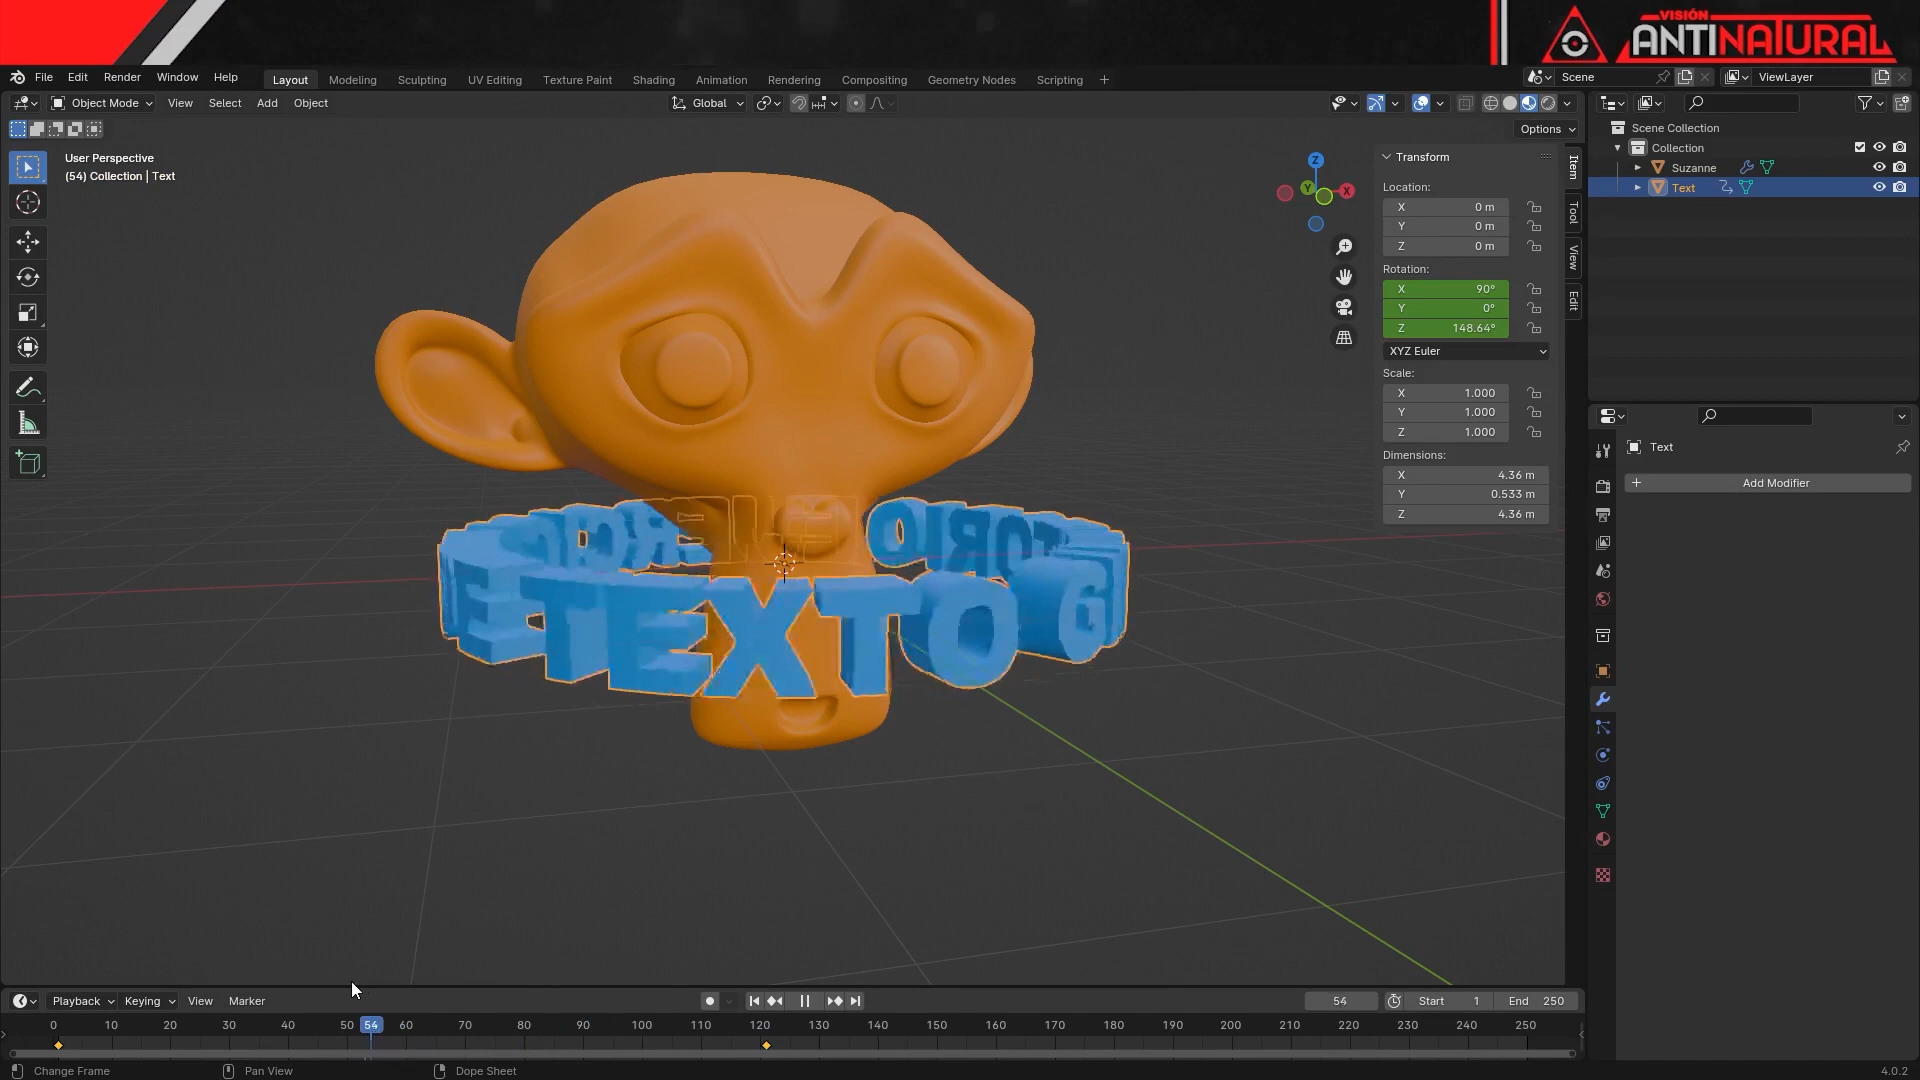 VISIÓN
ANTINATURAL
File Edit Render Window Help
Layout Modeling Sculpting UV Editing Texture Paint Shading Animation Rendering Compositing Geometry Nodes Scripting +
Scene
ViewLayer
Object Mode View Select Add Object
Global
Options
User Perspective
(54) Collection | Text
Z
Y
X
Transform
Location:
X 0 m
Y 0 m
Z 0 m
Rotation:
X 90°
Y 0°
Z 148.64°
XYZ Euler
Scale:
X 1.000
Y 1.000
Z 1.000
Dimensions:
X 4.36 m
Y 0.533 m
Z 4.36 m
Item
Tool
View
Edit
Scene Collection
Collection
Suzanne
Text
Text
+ Add Modifier
TEXTO
Playback Keying View Marker
54
Start 1
End 250
0 10 20 30 40 50 54 60 70 80 90 100 110 120 130 140 150 160 170 180 190 200 210 220 230 240 250
Change Frame
Pan View
Dope Sheet
4.0.2